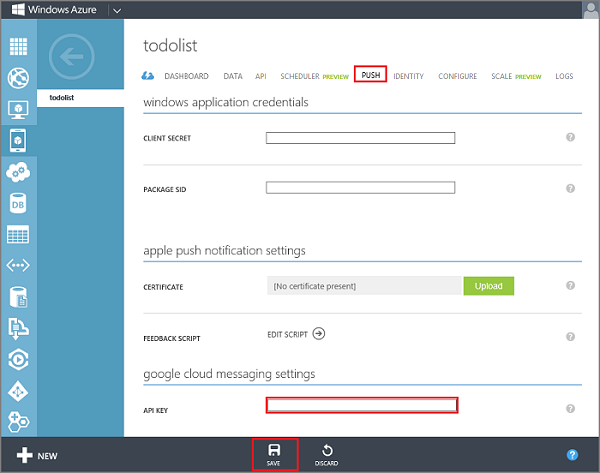 Windows Azure
todolist
DASHBOARD DATA API SCHEDULER PREVIEW PUSH IDENTITY CONFIGURE SCALE PREVIEW LOGS
todolist
windows application credentials
CLIENT SECRET ?
PACKAGE SID ?
apple push notification settings
CERTIFICATE [No certificate present] Upload ?
FEEDBACK SCRIPT EDIT SCRIPT ?
google cloud messaging settings
API KEY ?
DB
NEW SAVE DISCARD ?